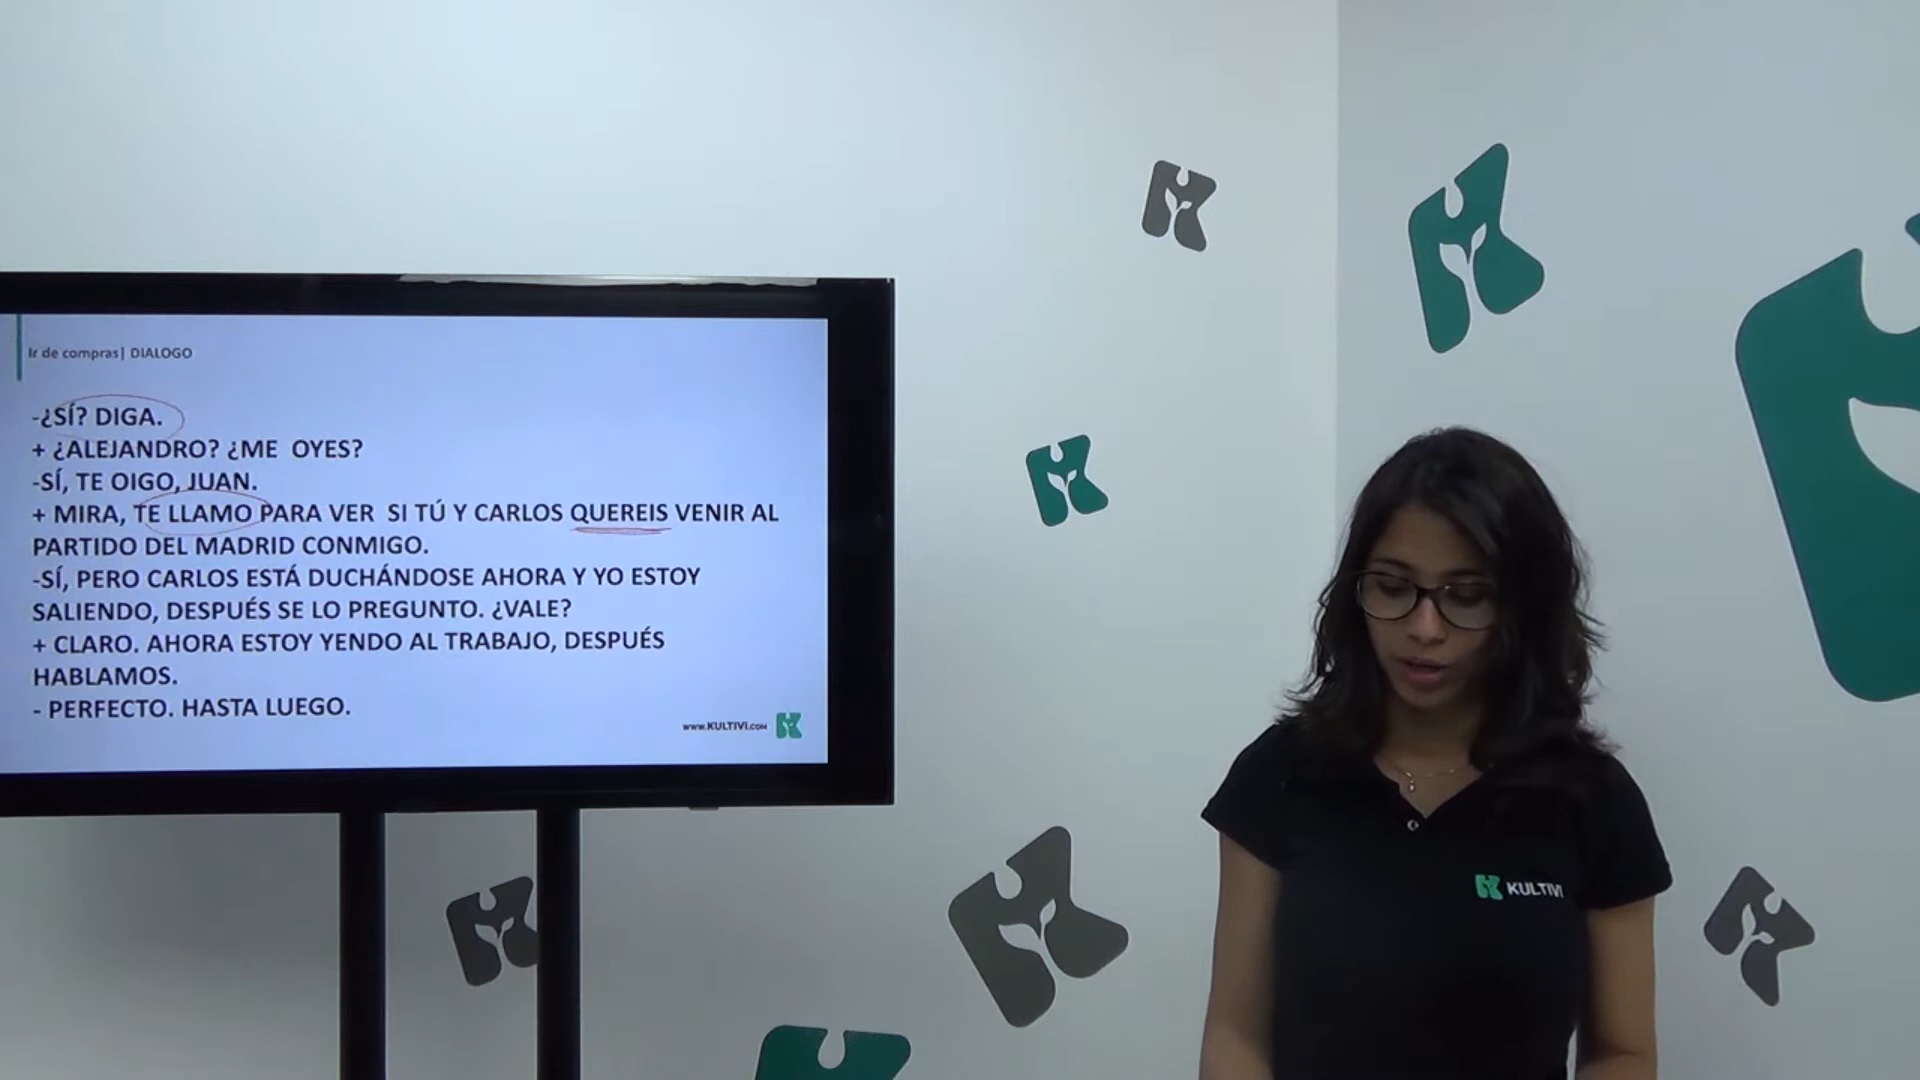 Ir de compras| DIALOGO
-¿SÍ? DIGA.
+ ¿ALEJANDRO? ¿ME OYES?
-SÍ, TE OIGO, JUAN.
+ MIRA, TE LLAMO PARA VER SI TÚ Y CARLOS QUEREIS VENIR AL
PARTIDO DEL MADRID CONMIGO.
-SÍ, PERO CARLOS ESTÁ DUCHÁNDOSE AHORA Y YO ESTOY
SALIENDO, DESPUÉS SE LO PREGUNTO. ¿VALE?
+ CLARO. AHORA ESTOY YENDO AL TRABAJO, DESPUÉS
HABLAMOS.
- PERFECTO. HASTA LUEGO.
www.KULTIVI.COM
KULTIVI